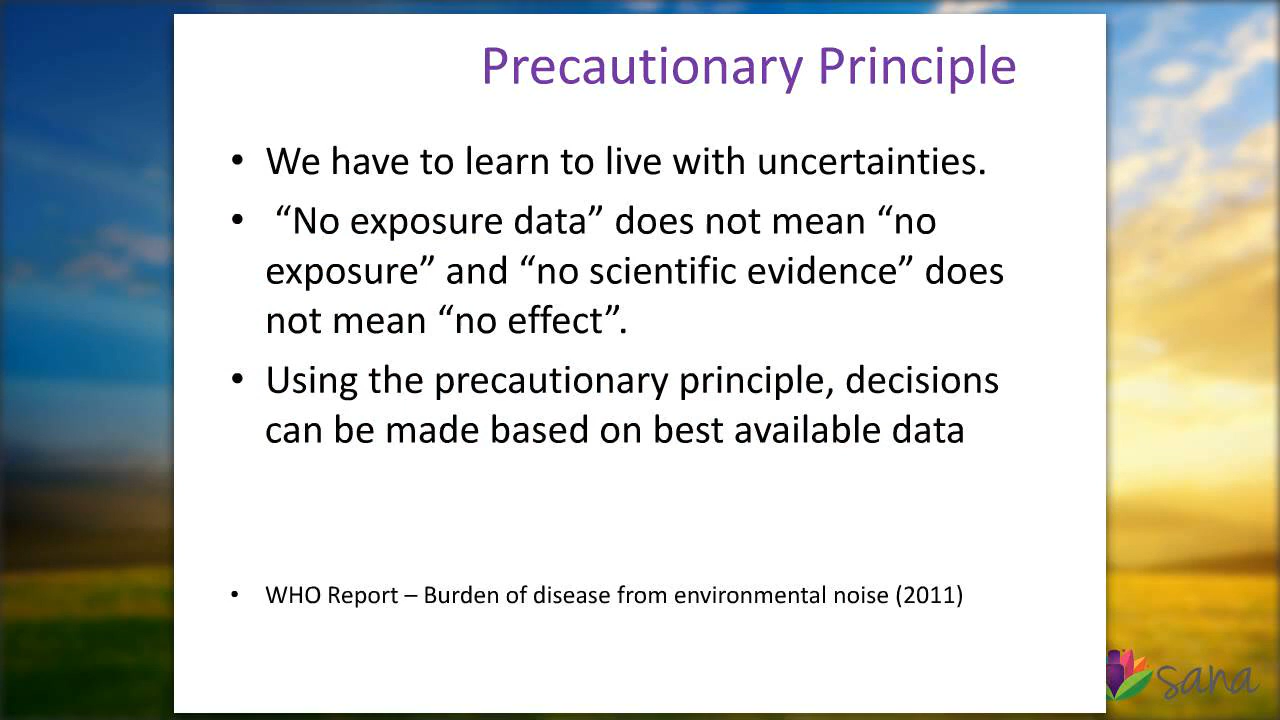 Precautionary Principle
• We have to learn to live with uncertainties.
• “No exposure data” does not mean “no
exposure” and “no scientific evidence” does
not mean “no effect”.
• Using the precautionary principle, decisions
can be made based on best available data
• WHO Report – Burden of disease from environmental noise (2011)
sana